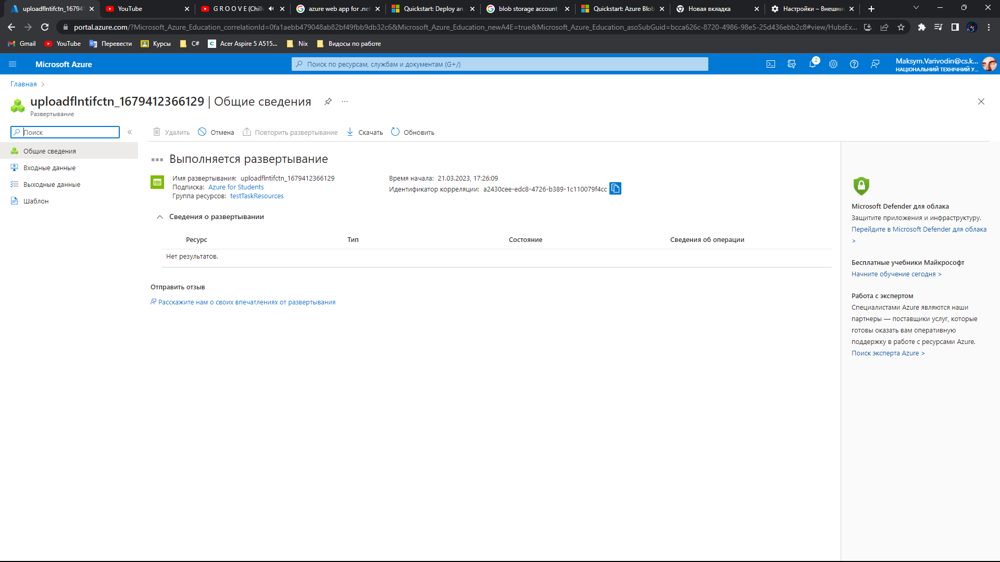 uploadflntifctn_16794
YouTube
G R O O V E (Chill
azure web app for .net
Quickstart: Deploy an
blob storage account
Quickstart: Azure Blob
Новая вкладка
Настройки – Внешни
portal.azure.com/?Microsoft_Azure_Education_correlationId=0fa1aebb479048ab82bf49fbb9db32c6&Microsoft_Azure_Education_newA4E=true&Microsoft_Azure_Education_asoSubGuid=bcca626c-8720-4986-98e5-25d436ebb2c8#view/HubsEx...
Gmail
YouTube
Перевести
Курсы
C#
Acer Aspire 5 A515...
Nix
Видосы по работе
Microsoft Azure
Поиск по ресурсам, службам и документам (G+/)
2
Maksym.Varivodin@cs.k...
НАЦІОНАЛЬНИЙ ТЕХНІЧНИЙ У...
Главная
uploadflntifctn_1679412366129 | Общие сведения
Развертывание
Поиск
Удалить
Отмена
Повторить развертывание
Скачать
Обновить
Общие сведения
Входные данные
Выходные данные
Шаблон
Выполняется развертывание
Имя развертывания: uploadflntifctn_1679412366129
Подписка: Azure for Students
Группа ресурсов: testTaskResources
Время начала: 21.03.2023, 17:26:09
Идентификатор корреляции: a2430cee-edc8-4726-b389-1c110079f4cc
Сведения о развертывании
Ресурс Тип Состояние Сведения об операции
Нет результатов.
Отправить отзыв
Расскажите нам о своих впечатлениях от развертывания
Microsoft Defender для облака
Защитите приложения и инфраструктуру.
Перейдите в Microsoft Defender для облака
>
Бесплатные учебники Майкрософт
Начните обучение сегодня >
Работа с экспертом
Специалистами Azure являются наши
партнеры — поставщики услуг, которые
готовы оказать вам оперативную
поддержку в работе с ресурсами Azure.
Поиск эксперта Azure >